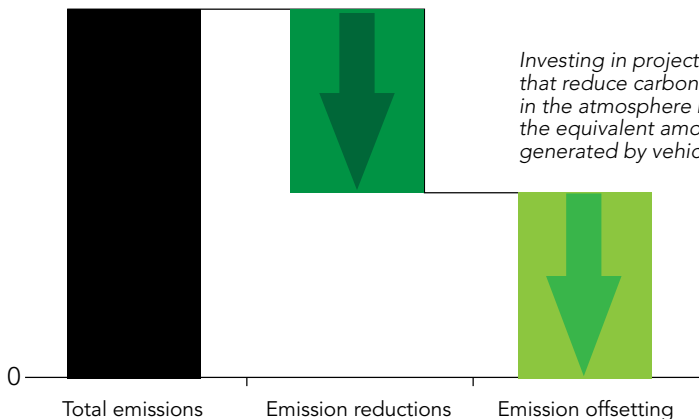 Investing in project
that reduce carbon
in the atmosphere
the equivalent amo
generated by vehic
0
Total emissions
Emission reductions
Emission offsetting